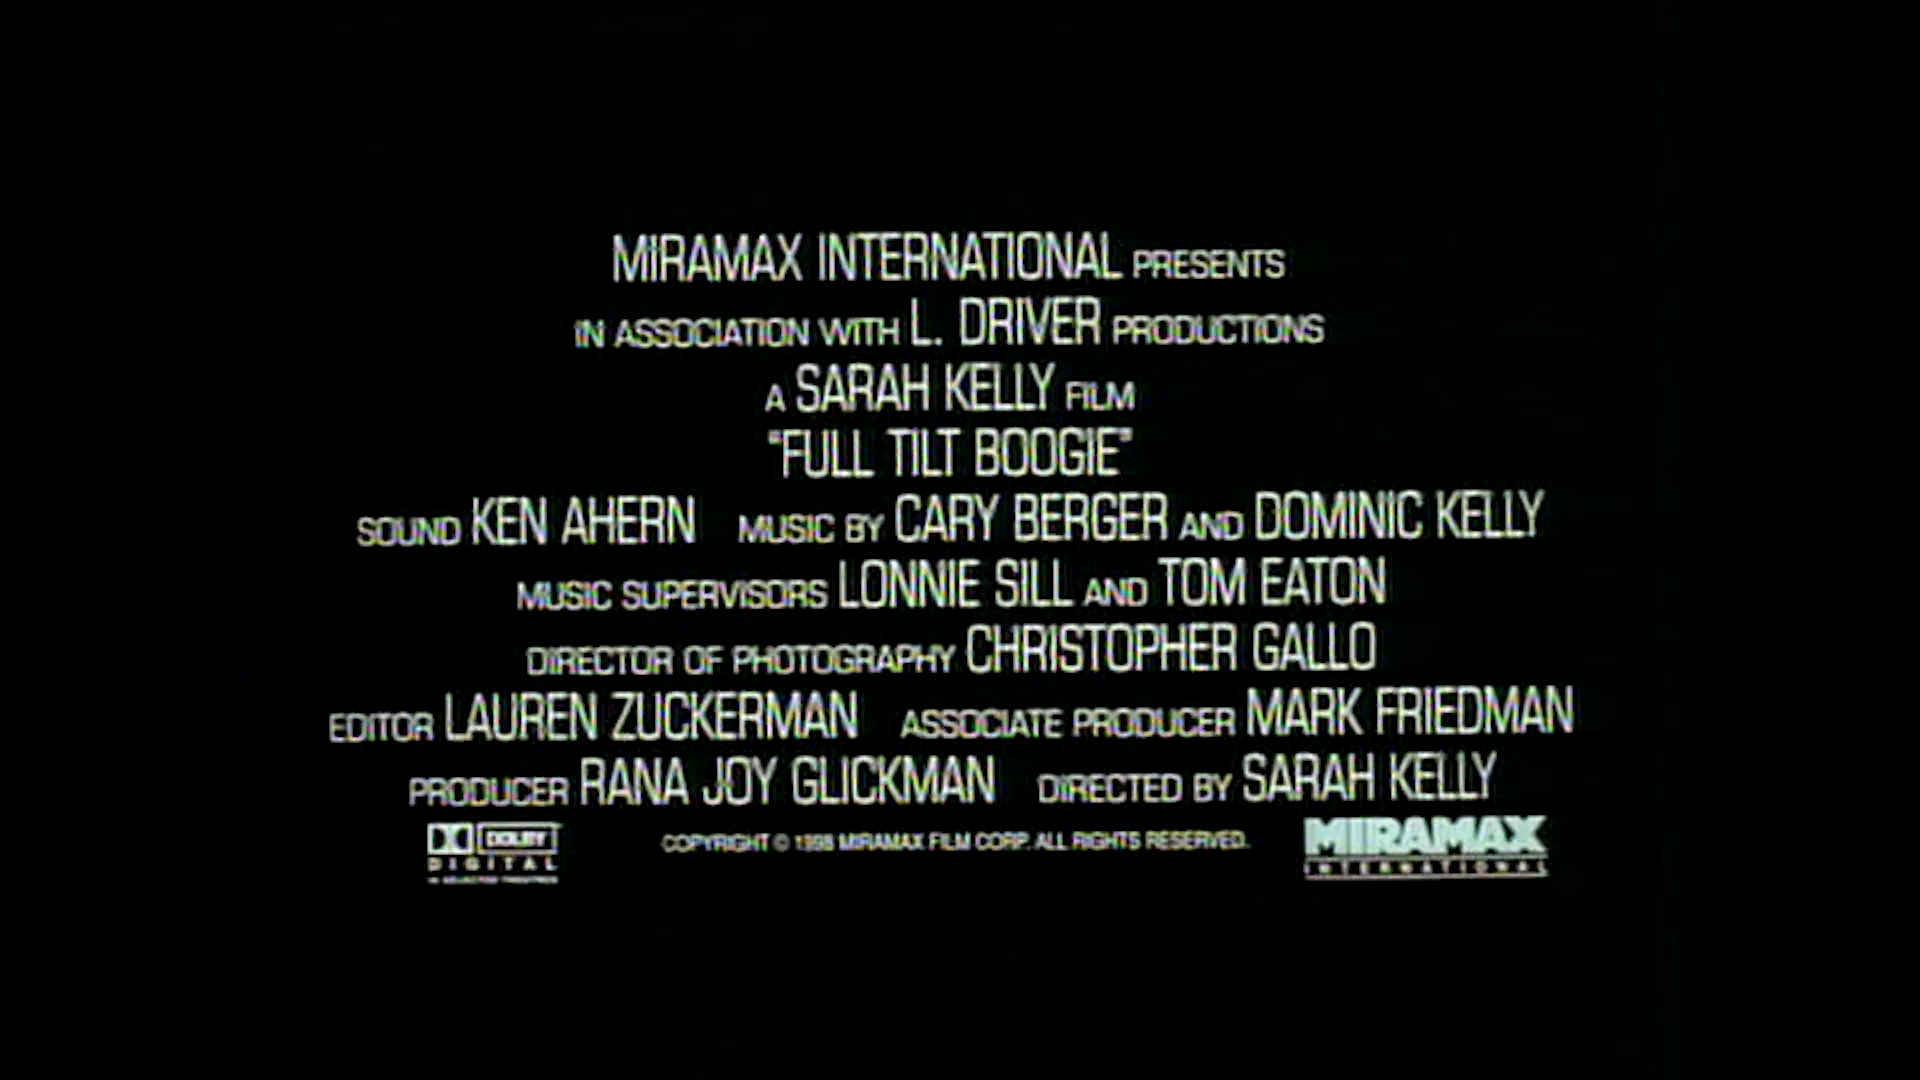 MIRAMAX INTERNATIONAL PRESENTS
IN ASSOCIATION WITH L. DRIVER PRODUCTIONS
A SARAH KELLY FILM
"FULL TILT BOOGIE"
SOUND KEN AHERN MUSIC BY CARY BERGER AND DOMINIC KELLY
MUSIC SUPERVISORS LONNIE SILL AND TOM EATON
DIRECTOR OF PHOTOGRAPHY CHRISTOPHER GALLO
EDITOR LAUREN ZUCKERMAN ASSOCIATE PRODUCER MARK FRIEDMAN
PRODUCER RANA JOY GLICKMAN DIRECTED BY SARAH KELLY
DOLBY COPYRIGHT © 1998 MIRAMAX FILM CORP. ALL RIGHTS RESERVED. MIRAMAX
DIGITAL INTERNATIONAL
IN SELECTED THEATRES